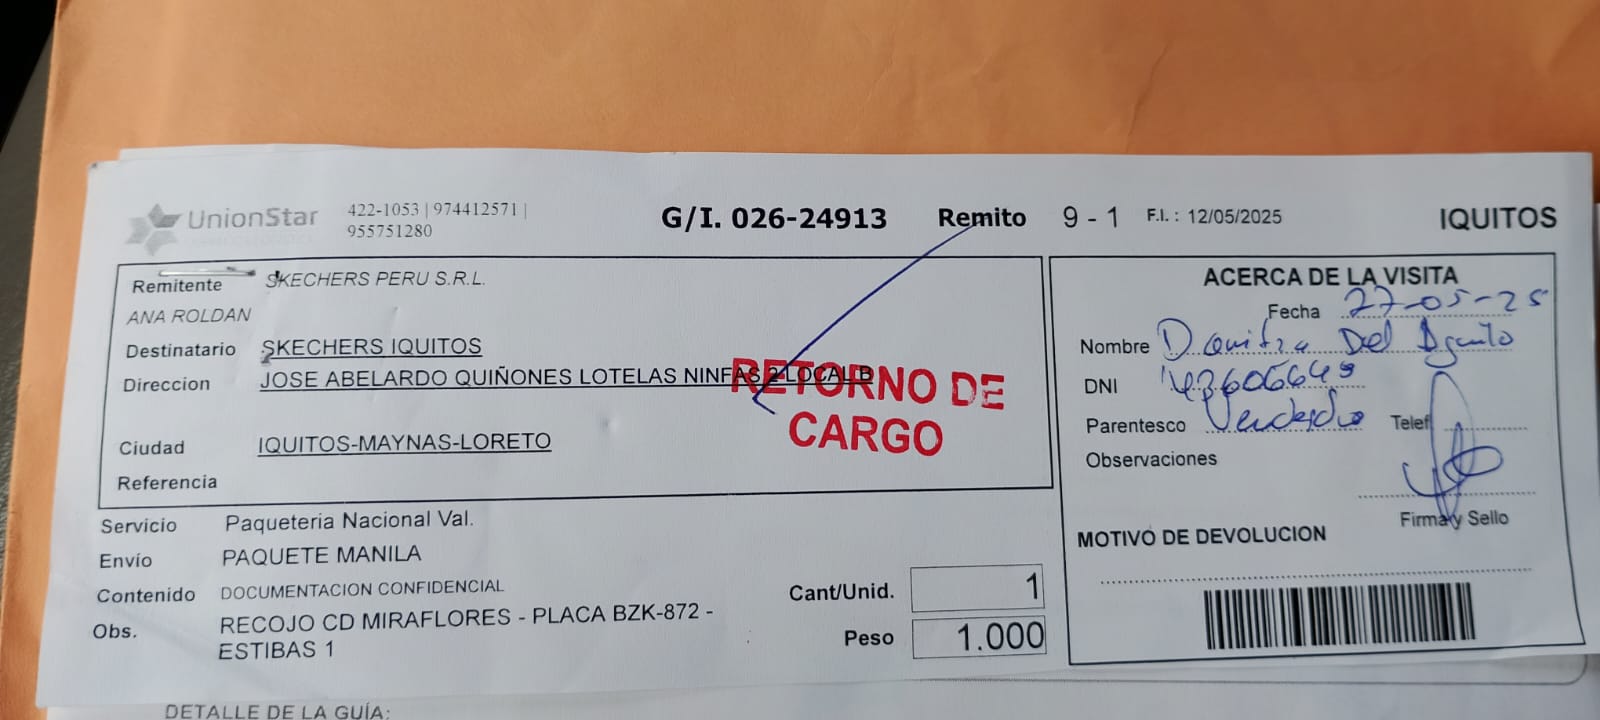 UnionStar 422-1053 | 974412571 |
955751280
G/I. 026-24913 Remito 9 - 1 F.I. : 12/05/2025 IQUITOS
Remitente SKECHERS PERU S.R.L.
ANA ROLDAN
Destinatario SKECHERS IQUITOS
Direccion JOSE ABELARDO QUIÑONES LOTELAS NINFAS 2 LOCAL B
RETORNO DE
CARGO
Ciudad IQUITOS-MAYNAS-LORETO
Referencia
Servicio Paqueteria Nacional Val.
Envío PAQUETE MANILA
Contenido DOCUMENTACION CONFIDENCIAL
Obs. RECOJO CD MIRAFLORES - PLACA BZK-872 -
ESTIBAS 1
Cant/Unid. 1
Peso 1.000
ACERCA DE LA VISITA
Fecha 27-05-25
Nombre Del
DNI 43606649
Parentesco
Telef
Observaciones
Firma y Sello
MOTIVO DE DEVOLUCION
DETALLE DE LA GUÍA: